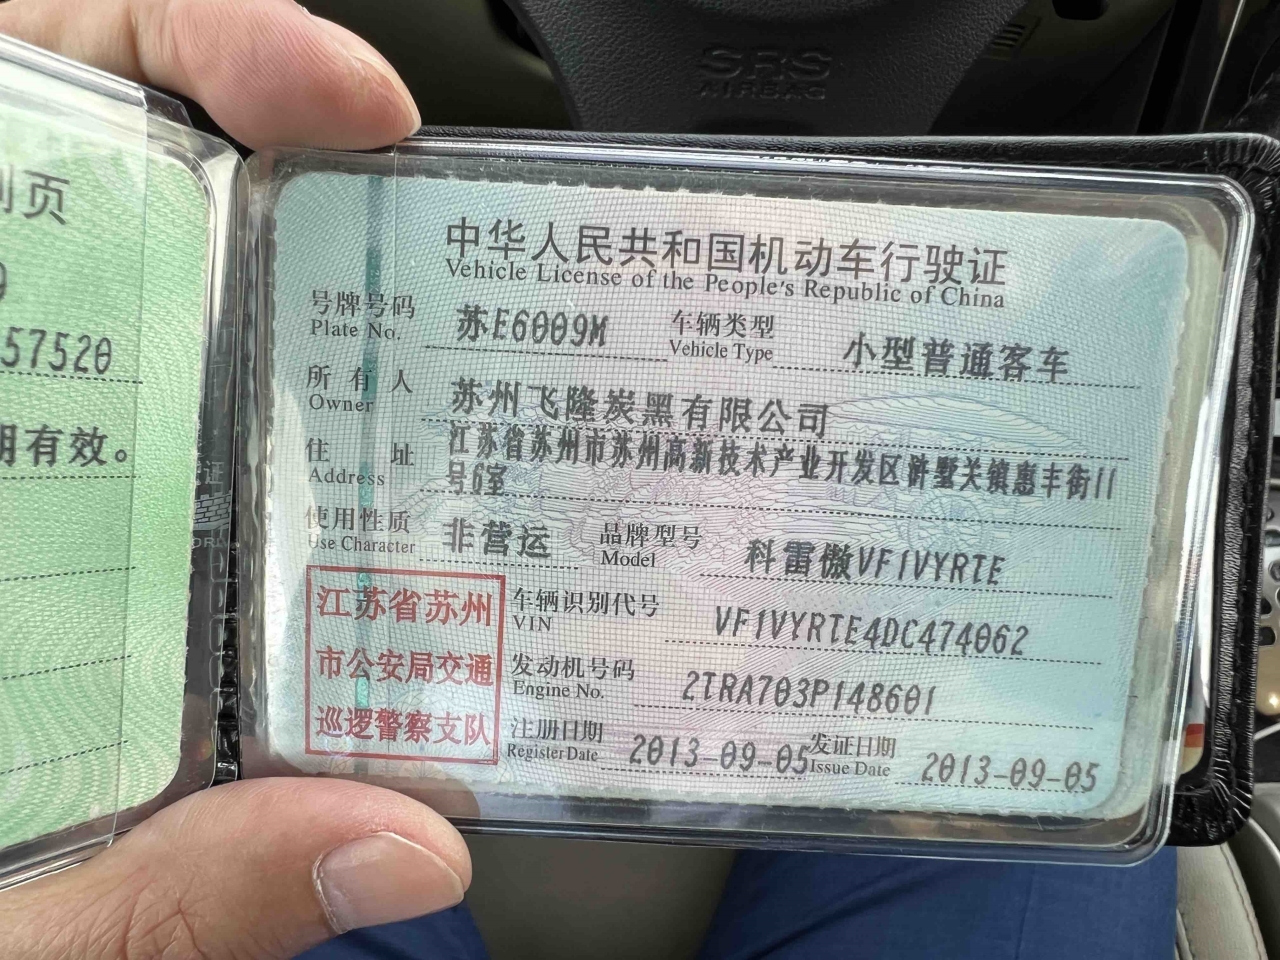 SRS
AIRBAG
页
57520
有效。
中华人民共和国机动车行驶证
Vehicle License of the People's Republic of China
号牌号码 苏E6009M 车辆类型 小型普通客车
Plate No. Vehicle Type
所有人 苏州飞隆炭黑有限公司
Owner
住址 江苏省苏州市苏州高新技术产业开发区浒墅关镇惠丰街11
Address 号6室
使用性质 非营运 品牌型号 科雷傲VF1VYRTE
Use Character Model
江苏省苏州
市公安局交通
巡逻警察支队
车辆识别代号 VF1VYRTE4DC474062
VIN
发动机号码 2TRA703P148601
Engine No.
注册日期 2013-09-05 发证日期 2013-09-05
Register Date Issue Date